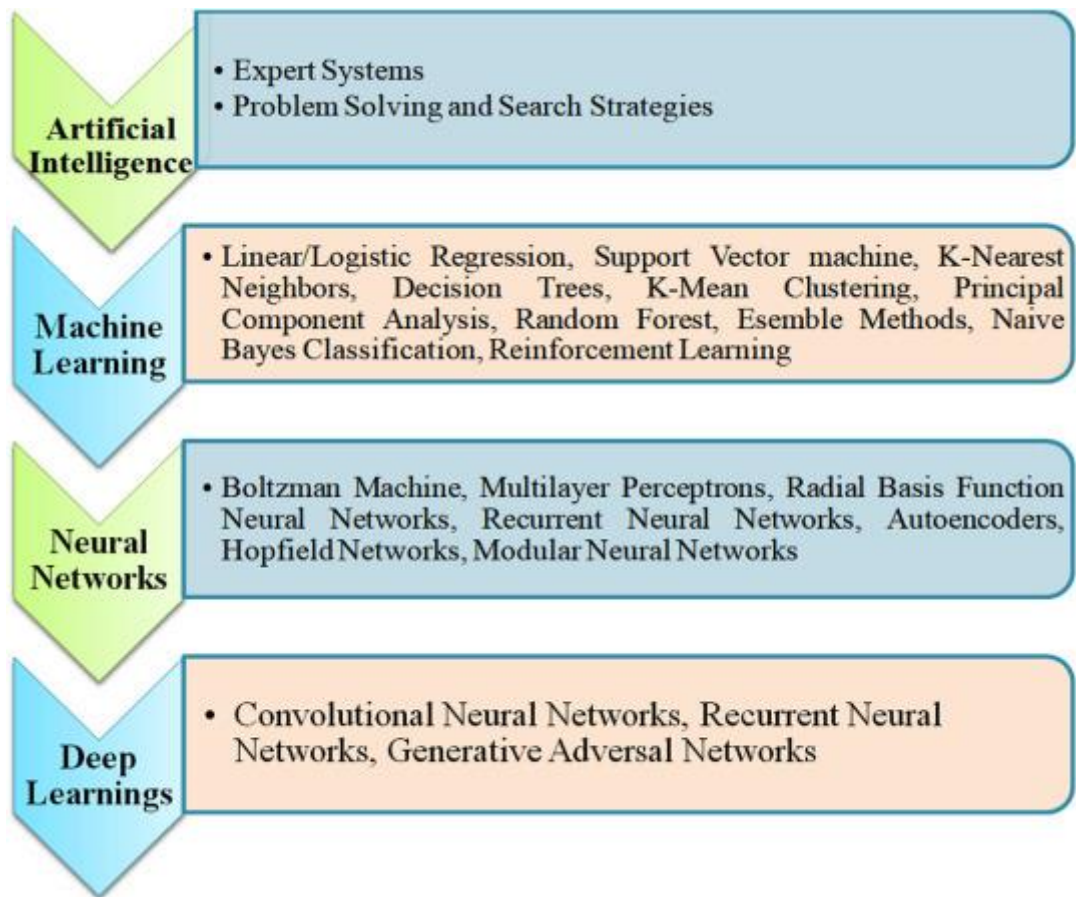 Artificial
Intelligence
• Expert Systems
• Problem Solving and Search Strategies
Machine
Learning
• Linear/Logistic Regression, Support Vector machine, K-Nearest
Neighbors, Decision Trees, K-Mean Clustering, Principal
Component Analysis, Random Forest, Esemble Methods, Naive
Bayes Classification, Reinforcement Learning
Neural
Networks
• Boltzman Machine, Multilayer Perceptrons, Radial Basis Function
Neural Networks, Recurrent Neural Networks, Autoencoders,
Hopfield Networks, Modular Neural Networks
Deep
Learnings
• Convolutional Neural Networks, Recurrent Neural
Networks, Generative Adversal Networks